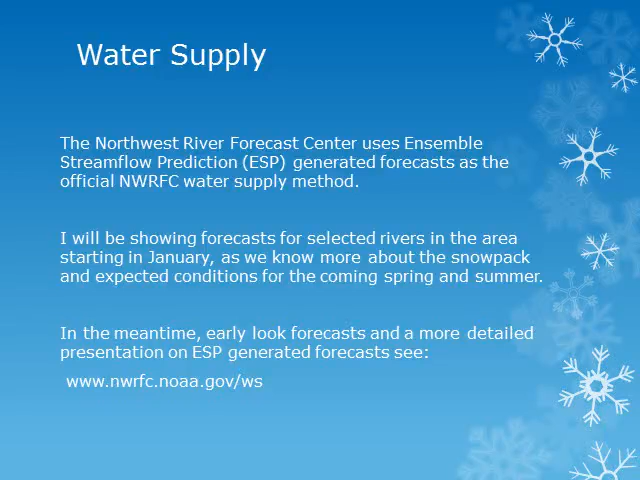 Water Supply
The Northwest River Forecast Center uses Ensemble
Streamflow Prediction (ESP) generated forecasts as the
official NWRFC water supply method.
I will be showing forecasts for selected rivers in the area
starting in January, as we know more about the snowpack
and expected conditions for the coming spring and summer.
In the meantime, early look forecasts and a more detailed
presentation on ESP generated forecasts see:
www.nwrfc.noaa.gov/ws